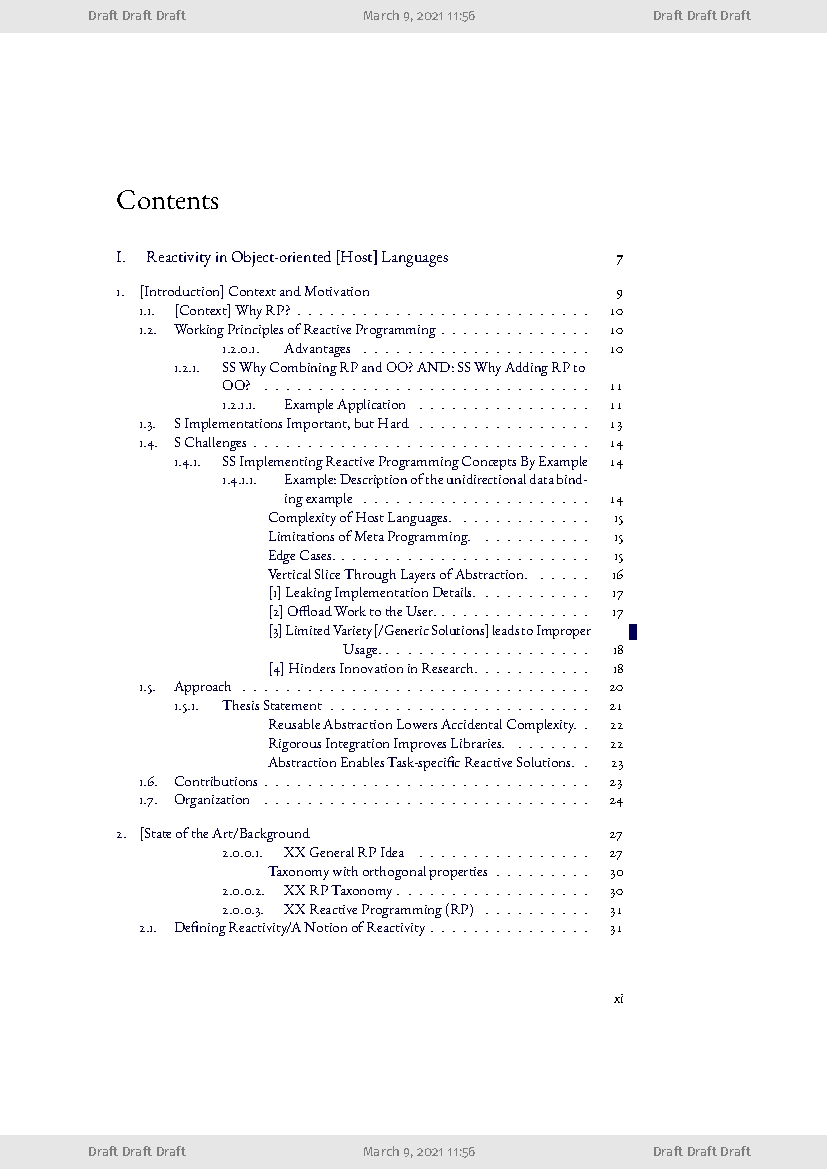 Draft Draft Draft March 9, 2021 11:56 Draft Draft Draft
Contents
I. Reactivity in Object-oriented [Host] Languages 7
1. [Introduction] Context and Motivation 9
1.1. [Context] Why RP? . . . . . . . . . . . . . . . . . . . . . . . . . . . 10
1.2. Working Principles of Reactive Programming . . . . . . . . . . . . . . 10
1.2.0.1. Advantages . . . . . . . . . . . . . . . . . . . . . 10
1.2.1. SS Why Combining RP and OO? AND: SS Why Adding RP to
OO? . . . . . . . . . . . . . . . . . . . . . . . . . . . . . . 11
1.2.1.1. Example Application . . . . . . . . . . . . . . . . 11
1.3. S Implementations Important, but Hard . . . . . . . . . . . . . . . . 13
1.4. S Challenges . . . . . . . . . . . . . . . . . . . . . . . . . . . . . . . 14
1.4.1. SS Implementing Reactive Programming Concepts By Example 14
1.4.1.1. Example: Description of the unidirectional data bind-
ing example . . . . . . . . . . . . . . . . . . . . . 14
Complexity of Host Languages. . . . . . . . . . . . . 15
Limitations of Meta Programming. . . . . . . . . . . 15
Edge Cases. . . . . . . . . . . . . . . . . . . . . . . . 15
Vertical Slice Through Layers of Abstraction. . . . . . 16
[1] Leaking Implementation Details. . . . . . . . . . . 17
[2] Offload Work to the User. . . . . . . . . . . . . . . 17
[3] Limited Variety [/Generic Solutions] leads to Improper
Usage. . . . . . . . . . . . . . . . . . . . 18
[4] Hinders Innovation in Research. . . . . . . . . . . 18
1.5. Approach . . . . . . . . . . . . . . . . . . . . . . . . . . . . . . . . 20
1.5.1. Thesis Statement . . . . . . . . . . . . . . . . . . . . . . . . 21
Reusable Abstraction Lowers Accidental Complexity. . 22
Rigorous Integration Improves Libraries. . . . . . . . 22
Abstraction Enables Task-specific Reactive Solutions. . 23
1.6. Contributions . . . . . . . . . . . . . . . . . . . . . . . . . . . . . . 23
1.7. Organization . . . . . . . . . . . . . . . . . . . . . . . . . . . . . . 24
2. [State of the Art/Background 27
2.0.0.1. XX General RP Idea . . . . . . . . . . . . . . . . 27
Taxonomy with orthogonal properties . . . . . . . . . 30
2.0.0.2. XX RP Taxonomy . . . . . . . . . . . . . . . . . . 30
2.0.0.3. XX Reactive Programming (RP) . . . . . . . . . . 31
2.1. Defining Reactivity/A Notion of Reactivity . . . . . . . . . . . . . . . 31
xi
Draft Draft Draft March 9, 2021 11:56 Draft Draft Draft